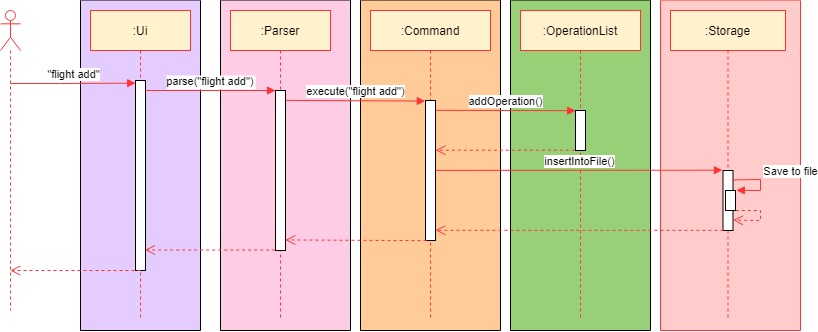 :Ui
:Parser
:Command
:OperationList
:Storage
"flight add"
parse("flight add")
execute("flight add")
addOperation()
insertIntoFile()
Save to file